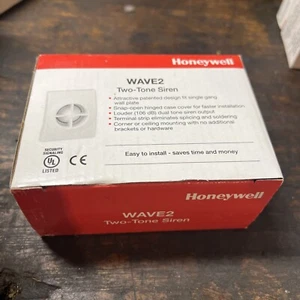 Honeywell
WAVE2
Two-Tone Siren
• Attractive patented design fit single gang
wall plate
• Snap-open hinged case cover for faster installation
• Louder (106 dB) dual tone siren output
• Terminal strip eliminates splicing and soldering
• Corner or ceiling mounting with no additional
brackets or hardware
SECURITY
SIGNALING
UL
LISTED
CE
Easy to install - saves time and money
Honeywell
WAVE2
Two-Tone Siren